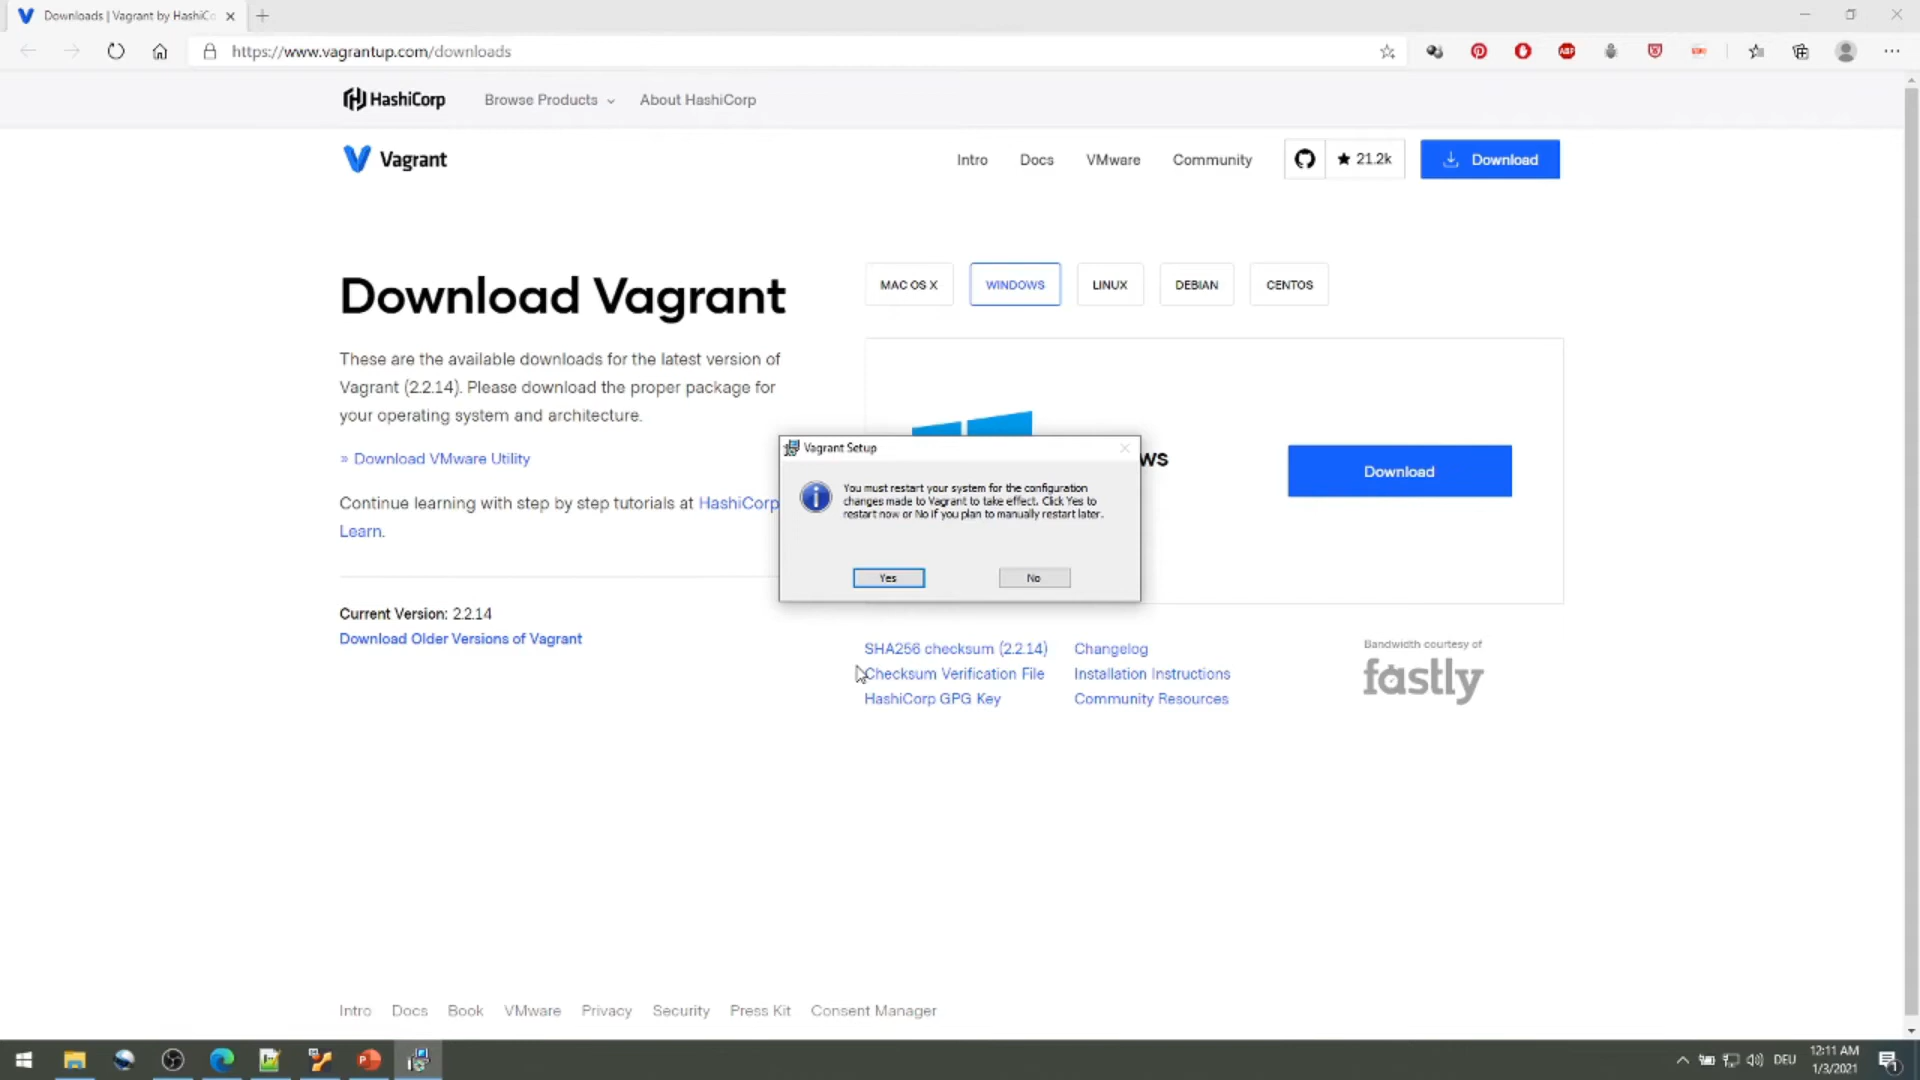 Downloads | Vagrant by HashiCo
https://www.vagrantup.com/downloads
ABP
HashiCorp
Browse Products
About HashiCorp
Vagrant
Intro
Docs
VMware
Community
21.2k
Download
Download Vagrant
These are the available downloads for the latest version of
Vagrant (2.2.14). Please download the proper package for
your operating system and architecture.
» Download VMware Utility
Continue learning with step by step tutorials at HashiCorp
Learn.
Current Version: 2.2.14
Download Older Versions of Vagrant
MAC OS X
WINDOWS
LINUX
DEBIAN
CENTOS
ws
Download
Vagrant Setup
You must restart your system for the configuration
changes made to Vagrant to take effect. Click Yes to
restart now or No if you plan to manually restart later.
Yes
No
SHA256 checksum (2.2.14)
Checksum Verification File
HashiCorp GPG Key
Changelog
Installation Instructions
Community Resources
Bandwidth courtesy of
fastly
Intro
Docs
Book
VMware
Privacy
Security
Press Kit
Consent Manager
DEU
12:11 AM
1/3/2021
1